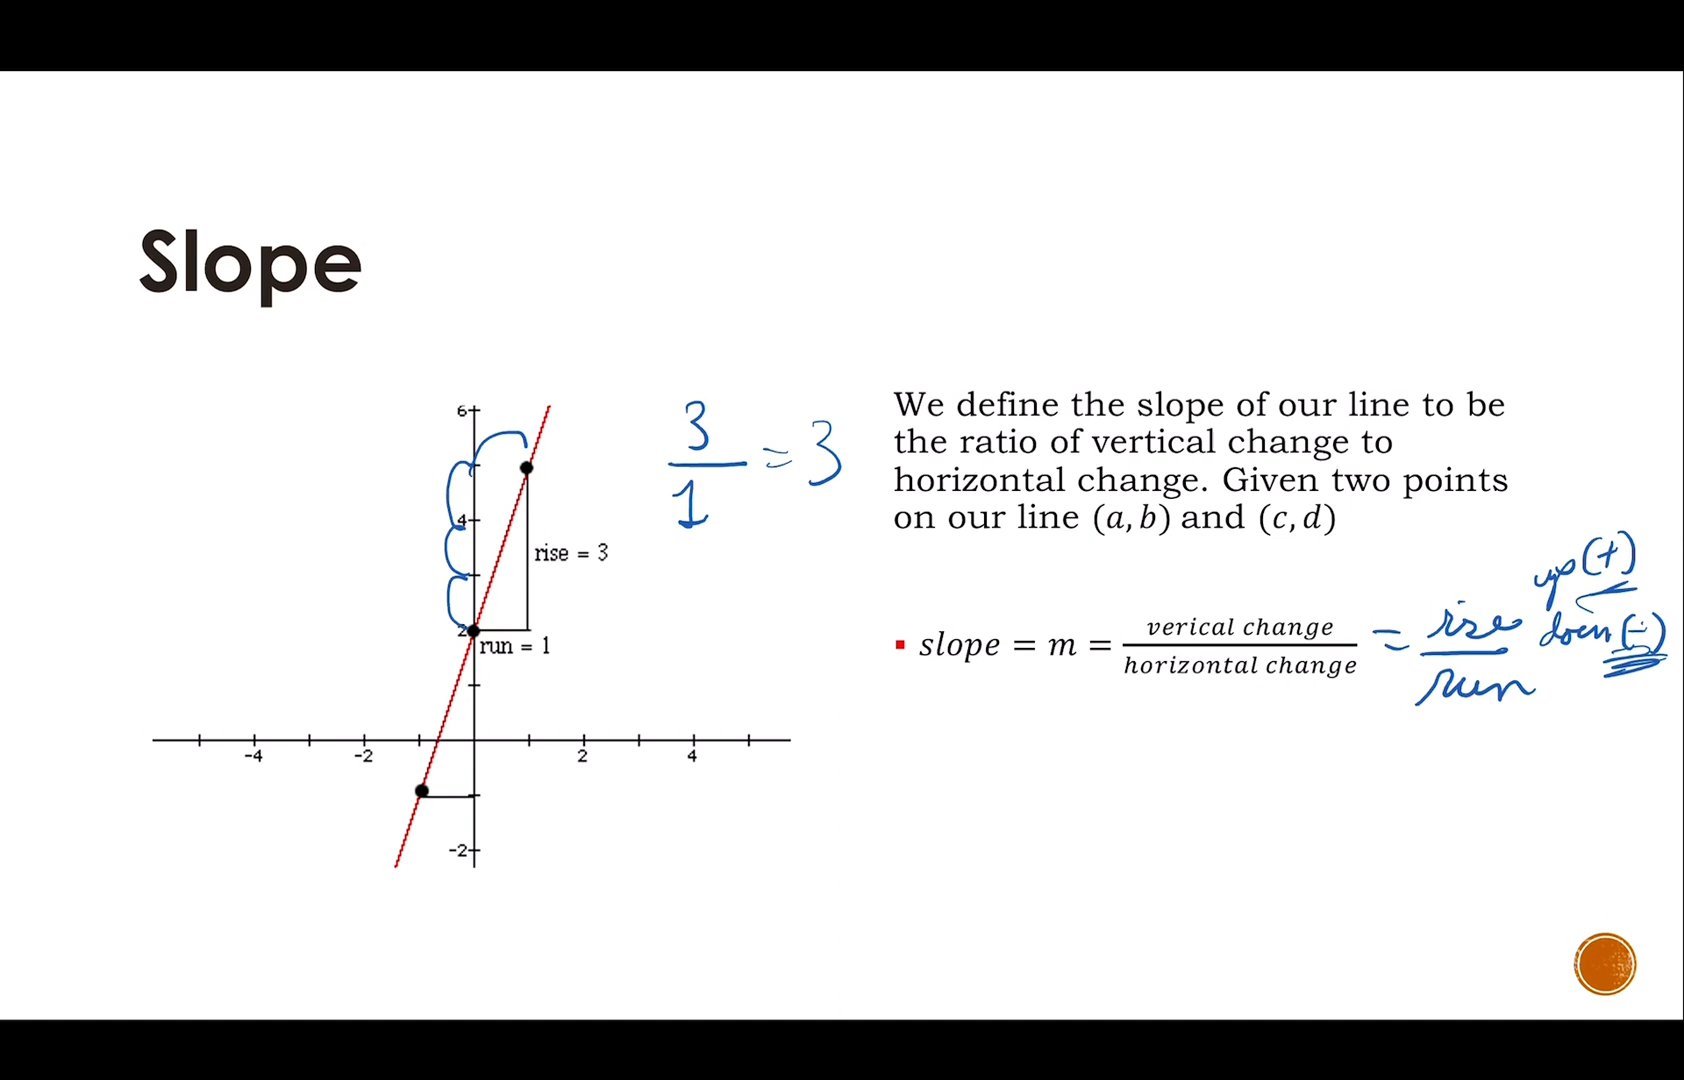 Slope
6
4
2
rise = 3
run = 1
-4
-2
2
4
-2
3
1
= 3
We define the slope of our line to be
the ratio of vertical change to
horizontal change. Given two points
on our line (a, b) and (c, d)
▪ slope = m = verical change / horizontal change = rise / run
up (+)
down (-)